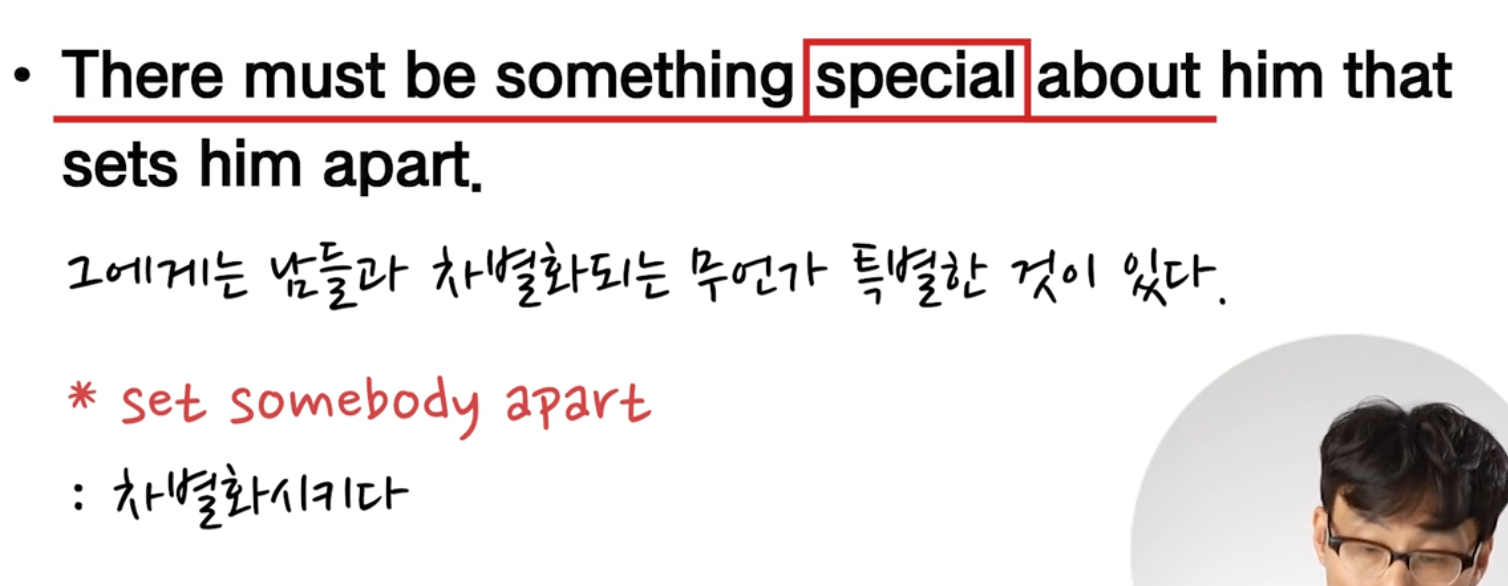 • There must be something special about him that
sets him apart.
그에게는 남들과 차별화되는 무언가 특별한 것이 있다.
* set somebody apart
: 차별화시키다